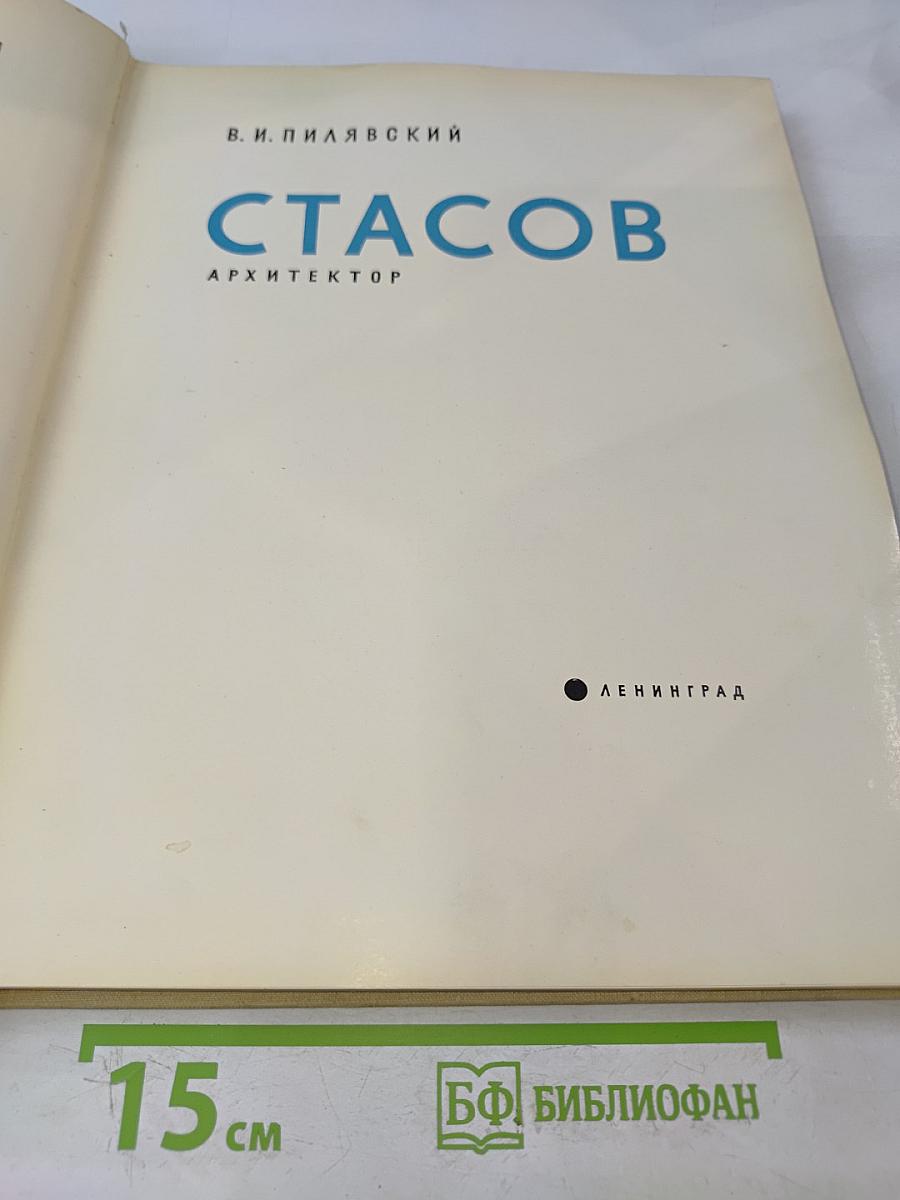 В. И. ПИЛЯВСКИЙ
СТАСОВ
АРХИТЕКТОР
ЛЕНИНГРАД
15 см
БФ БИБЛИОФАН